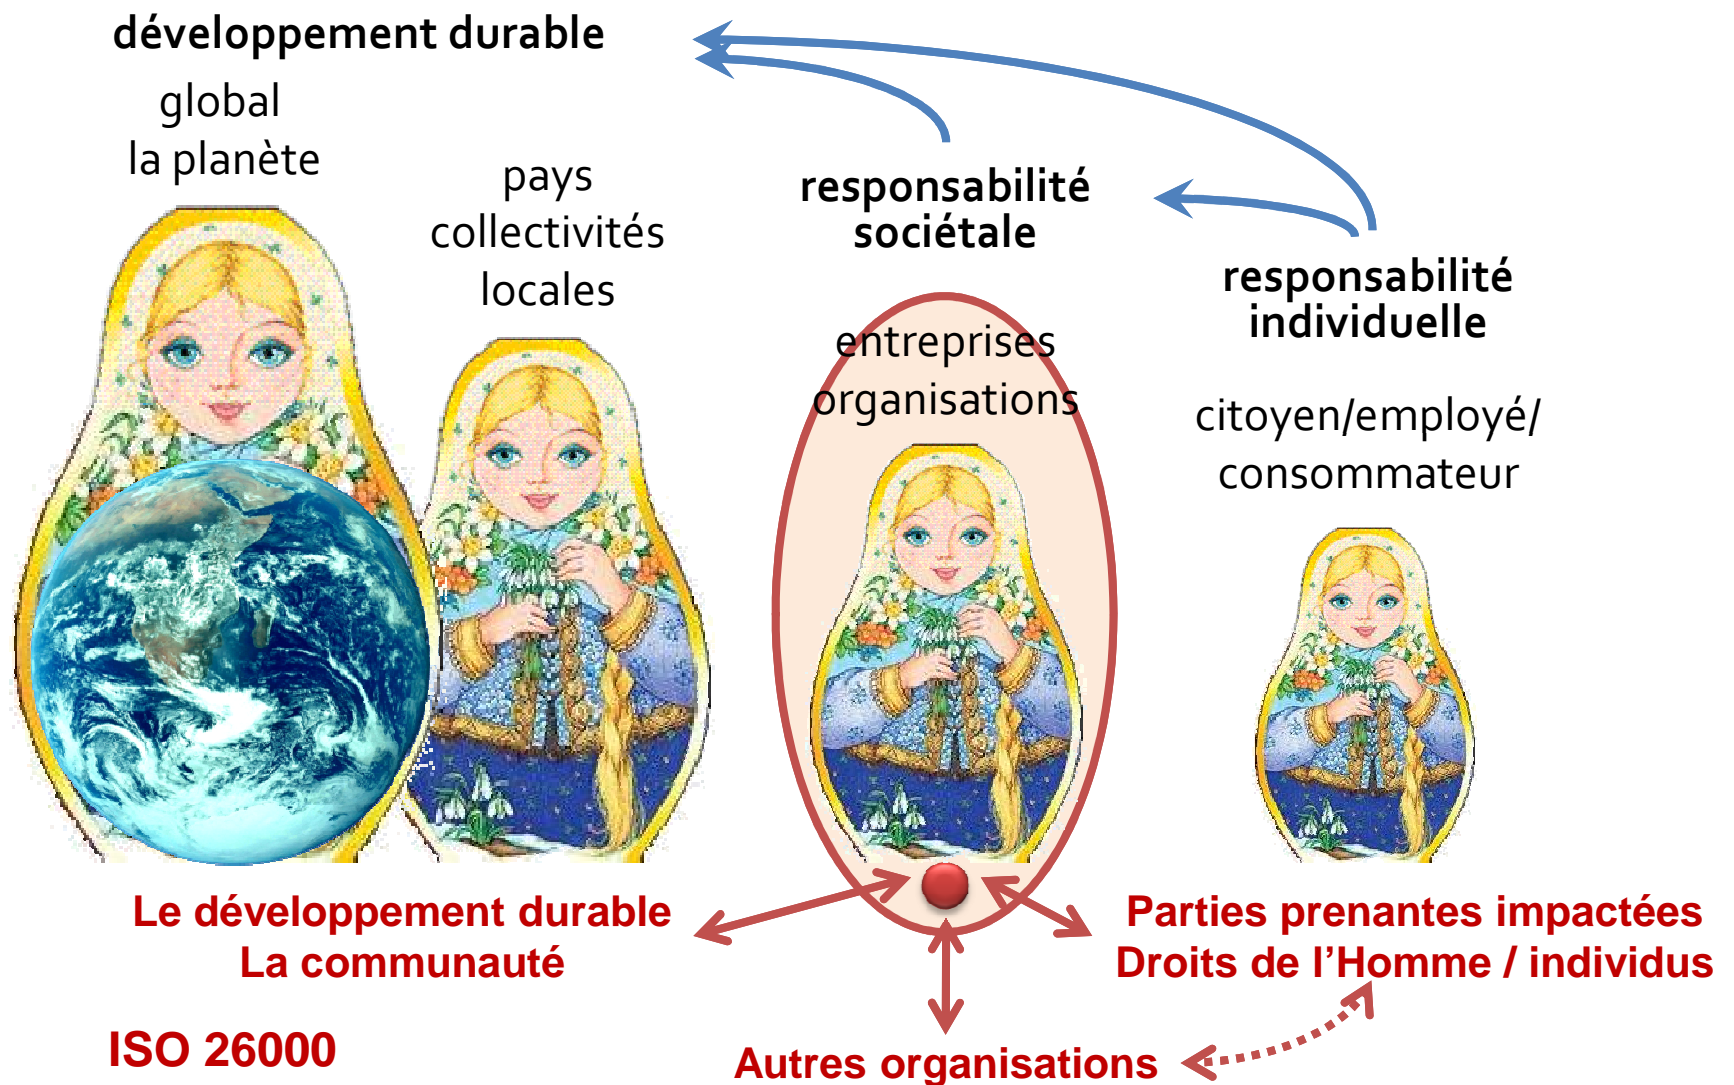 développement durable
global
la planète
pays
collectivités
locales
responsabilité
sociétale
responsabilité
individuelle
entreprises
organisations
citoyen/employé/
consommateur
Le développement durable
La communauté
Parties prenantes impactées
Droits de l’Homme / individus
ISO 26000
Autres organisations